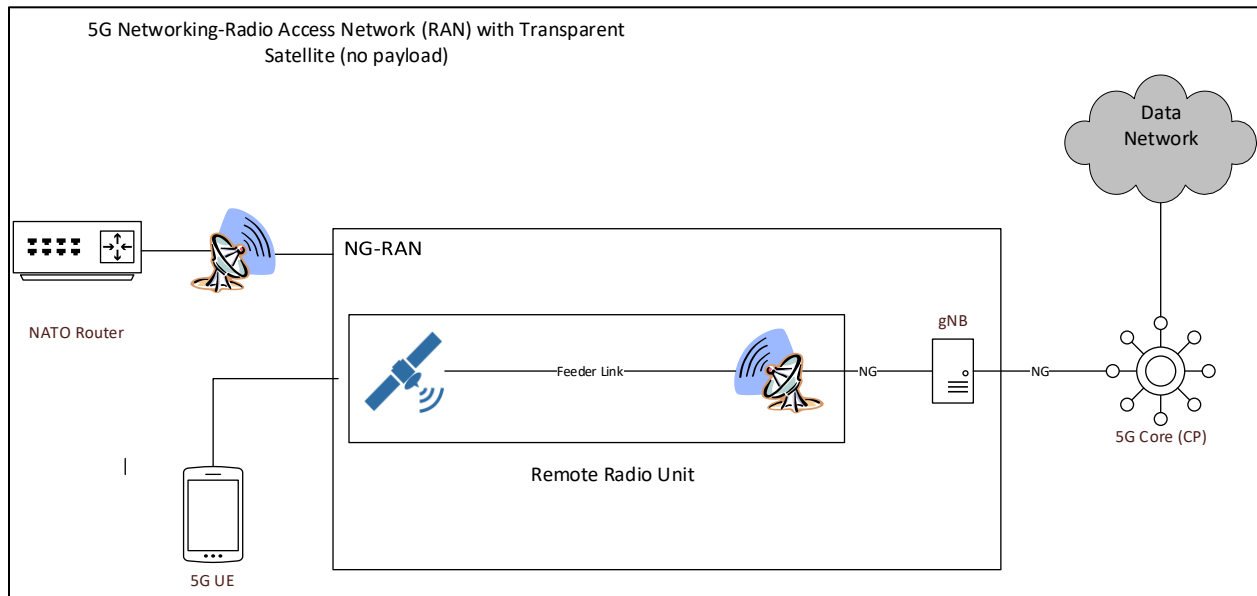 5G Networking-Radio Access Network (RAN) with Transparent
Satellite (no payload)
Data
Network
NG-RAN
NATO Router
gNB
Feeder Link
NG
NG
5G Core (CP)
Remote Radio Unit
5G UE